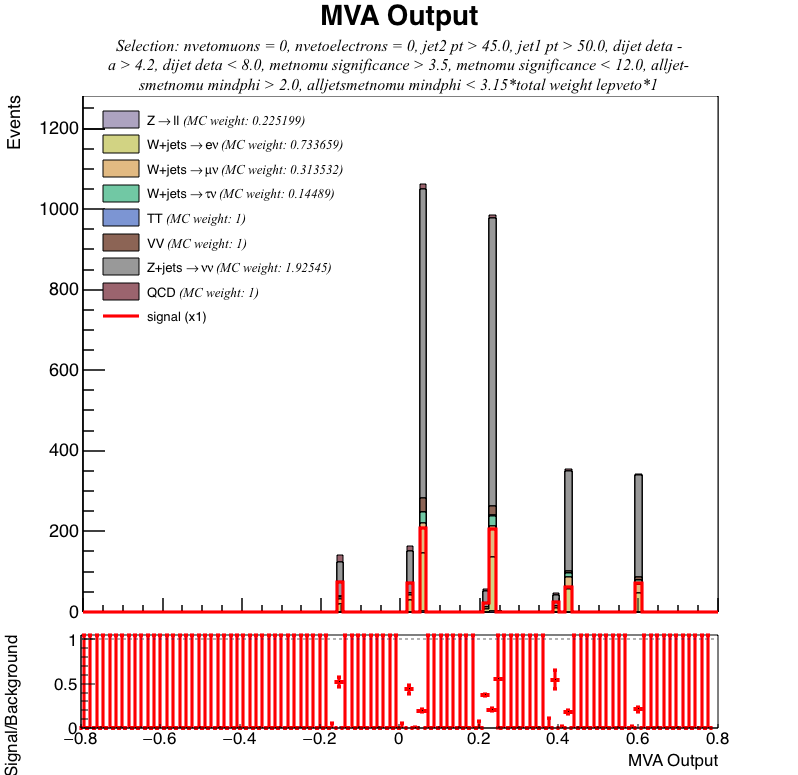 MVA Output
Selection: nvetomuons = 0, nvetoelectrons = 0, jet2 pt > 45.0, jet1 pt > 50.0, dijet deta -
a > 4.2, dijet deta < 8.0, metnomu significance > 3.5, metnomu significance < 12.0, alljet-
smetnomu mindphi > 2.0, alljetsmetnomu mindphi < 3.15*total weight lepveto*1
Events
1200
1000
800
600
400
200
0
Z→ll (MC weight: 0.225199)
W+jets→eν (MC weight: 0.733659)
W+jets→μν (MC weight: 0.313532)
W+jets→τν (MC weight: 0.14489)
TT (MC weight: 1)
VV (MC weight: 1)
Z+jets→νν (MC weight: 1.92545)
QCD (MC weight: 1)
signal (x1)
Signal/Background
1
0.5
0
−0.8 −0.6 −0.4 −0.2 0 0.2 0.4 0.6 0.8
MVA Output